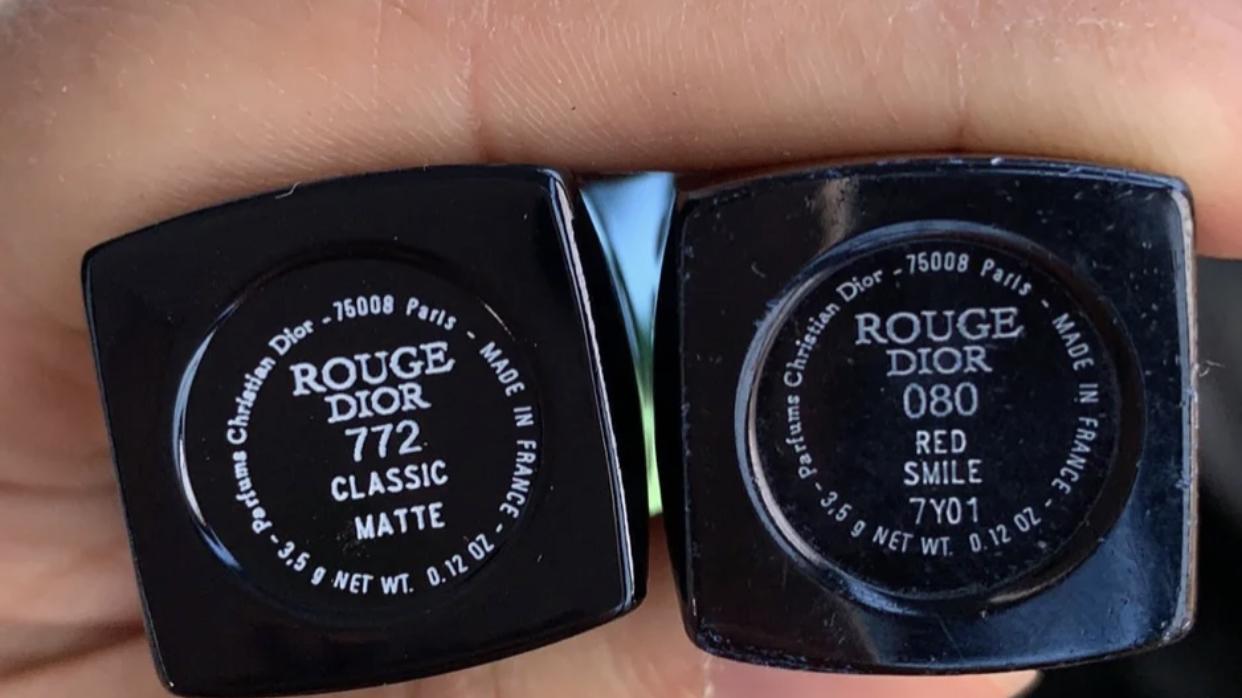 Parfums Christian Dior - 75008 Paris - MADE IN FRANCE - 3,5 g NET WT. 0.12 OZ -
ROUGE
DIOR
772
CLASSIC
MATTE
Parfums Christian Dior - 75008 Paris - MADE IN FRANCE - 3,5 g NET WT. 0.12 OZ -
ROUGE
DIOR
080
RED
SMILE
7Y01